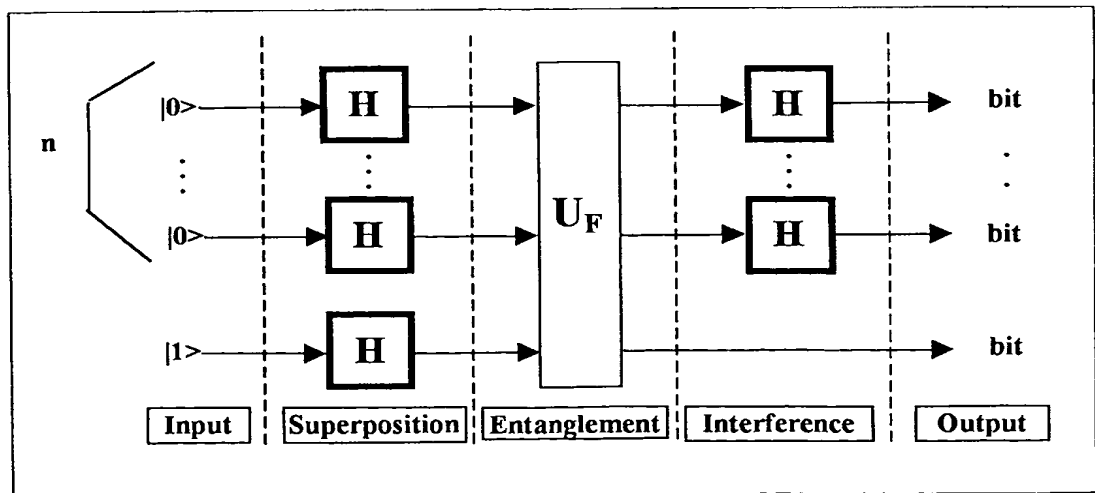 |0> H H bit
n
|0> H U_F H bit
|1> H bit
Input Superposition Entanglement Interference Output